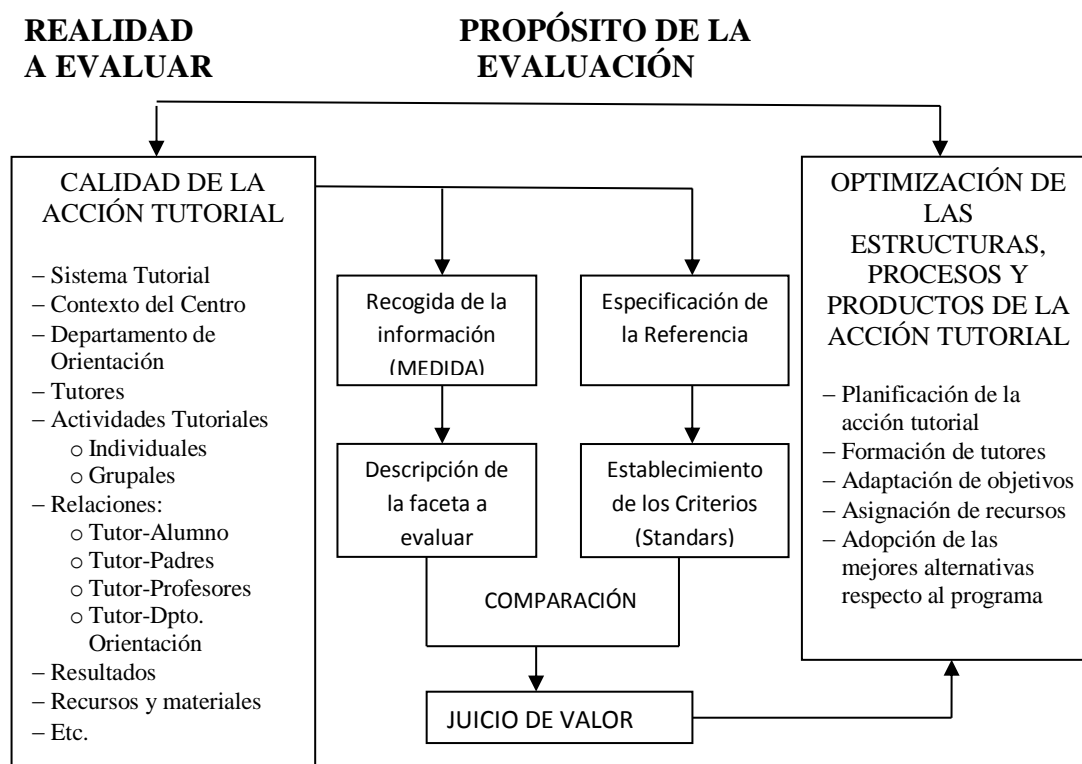 REALIDAD
A EVALUAR
PROPÓSITO DE LA
EVALUACIÓN
CALIDAD DE LA
ACCIÓN TUTORIAL
– Sistema Tutorial
– Contexto del Centro
– Departamento de
Orientación
– Tutores
– Actividades Tutoriales
o Individuales
o Grupales
– Relaciones:
o Tutor-Alumno
o Tutor-Padres
o Tutor-Profesores
o Tutor-Dpto.
Orientación
– Resultados
– Recursos y materiales
– Etc.
Recogida de la
información
(MEDIDA)
Especificación de
la Referencia
Descripción de
la faceta a
evaluar
Establecimiento
de los Criterios
(Standars)
COMPARACIÓN
JUICIO DE VALOR
OPTIMIZACIÓN DE
LAS
ESTRUCTURAS,
PROCESOS Y
PRODUCTOS DE LA
ACCIÓN TUTORIAL
– Planificación de la
acción tutorial
– Formación de tutores
– Adaptación de objetivos
– Asignación de recursos
– Adopción de las
mejores alternativas
respecto al programa